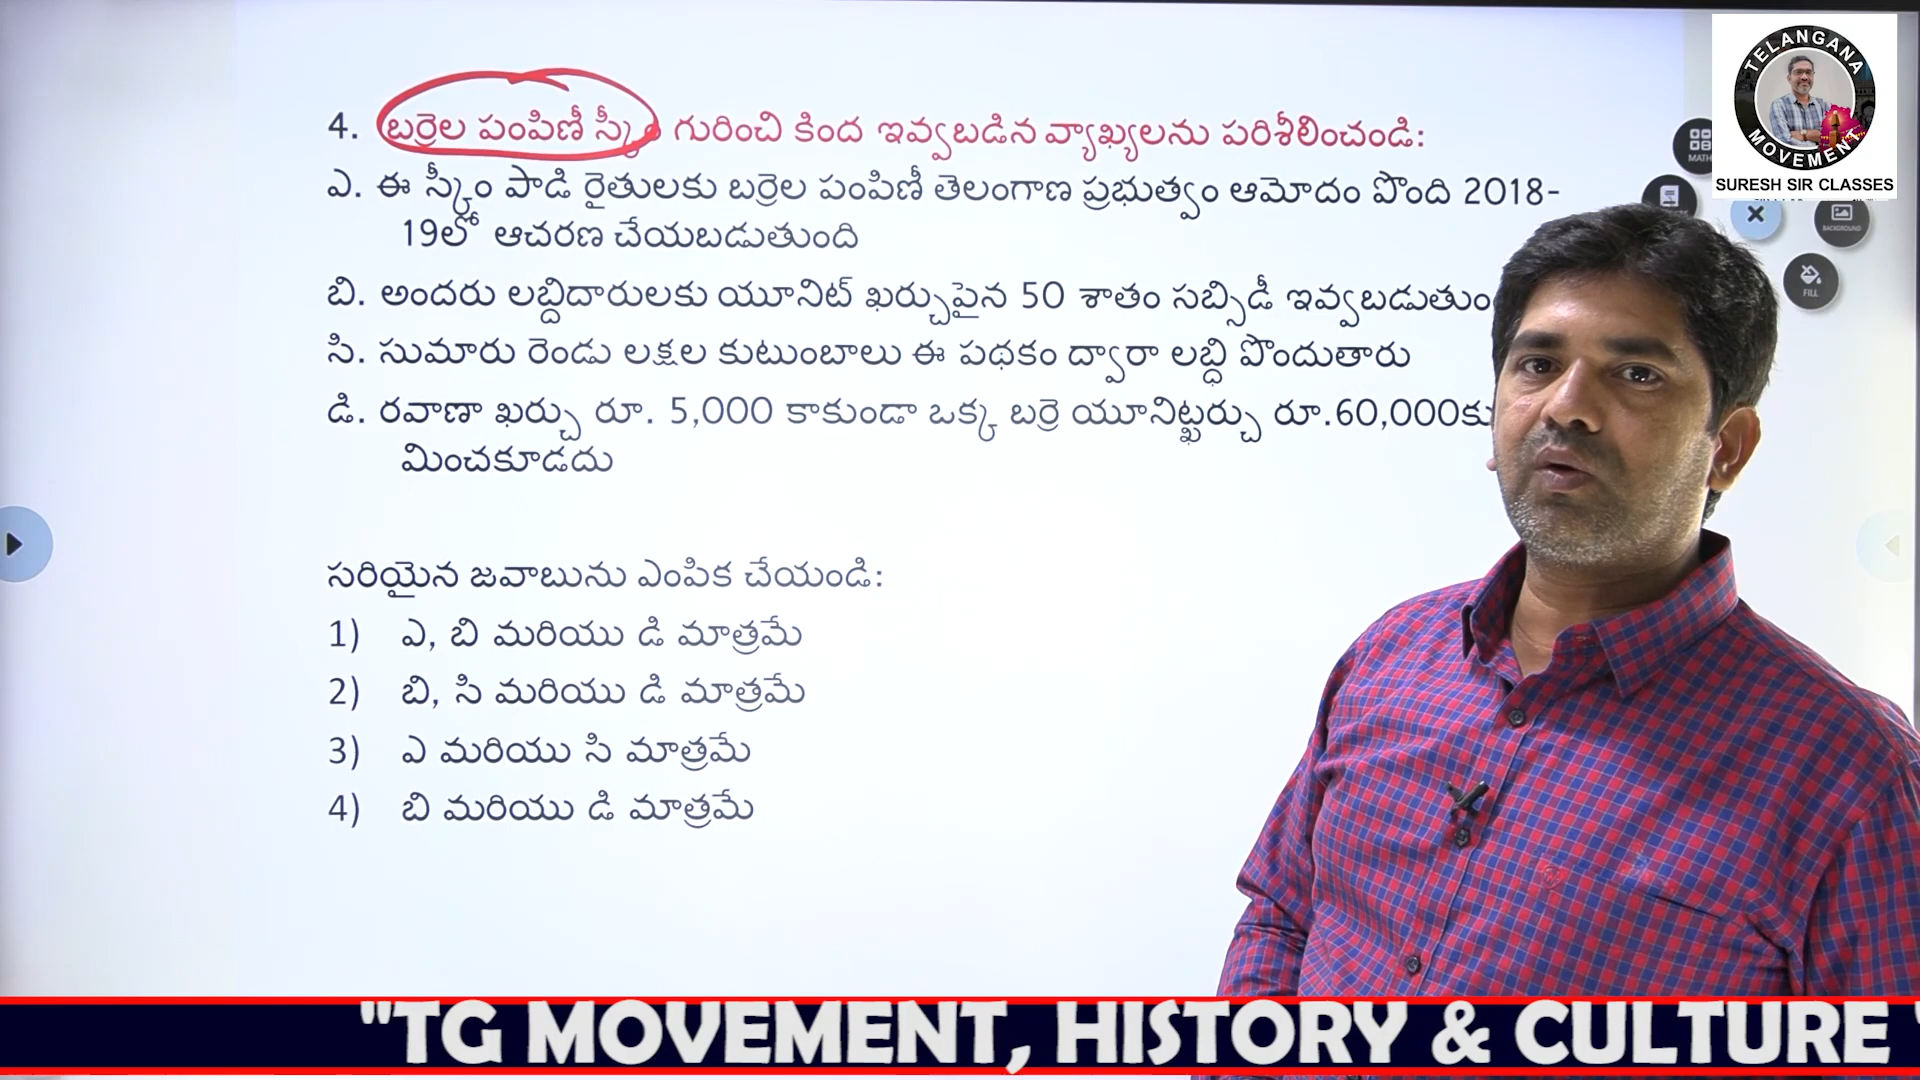 TELANGANA
MOVEMENT
SURESH SIR CLASSES
MATH
BACKGROUND
FILL
4. బర్రెల పంపిణీ స్కీం గురించి కింద ఇవ్వబడిన వ్యాఖ్యలను పరిశీలించండి:
ఎ. ఈ స్కీం పాడి రైతులకు బర్రెల పంపిణీ తెలంగాణ ప్రభుత్వం ఆమోదం పొంది 2018-
19లో ఆచరణ చేయబడుతుంది
బి. అందరు లబ్దిదారులకు యూనిట్ ఖర్చుపైన 50 శాతం సబ్సిడీ
సి. సుమారు రెండు లక్షల కుటుంబాలు ఈ పథకం ద్వారా లబ్ధి పొందుతారు
డి. రవాణా ఖర్చు రూ. 5,000 కాకుండా ఒక్క బర్రె యూనిట్ఖర్చు రూ.60,000కు
మించకూడదు
సరియైన జవాబును ఎంపిక చేయండి:
1) ఎ, బి మరియు డి మాత్రమే
2) బి, సి మరియు డి మాత్రమే
3) ఎ మరియు సి మాత్రమే
4) బి మరియు డి మాత్రమే
"TG MOVEMENT, HISTORY & CULTURE "